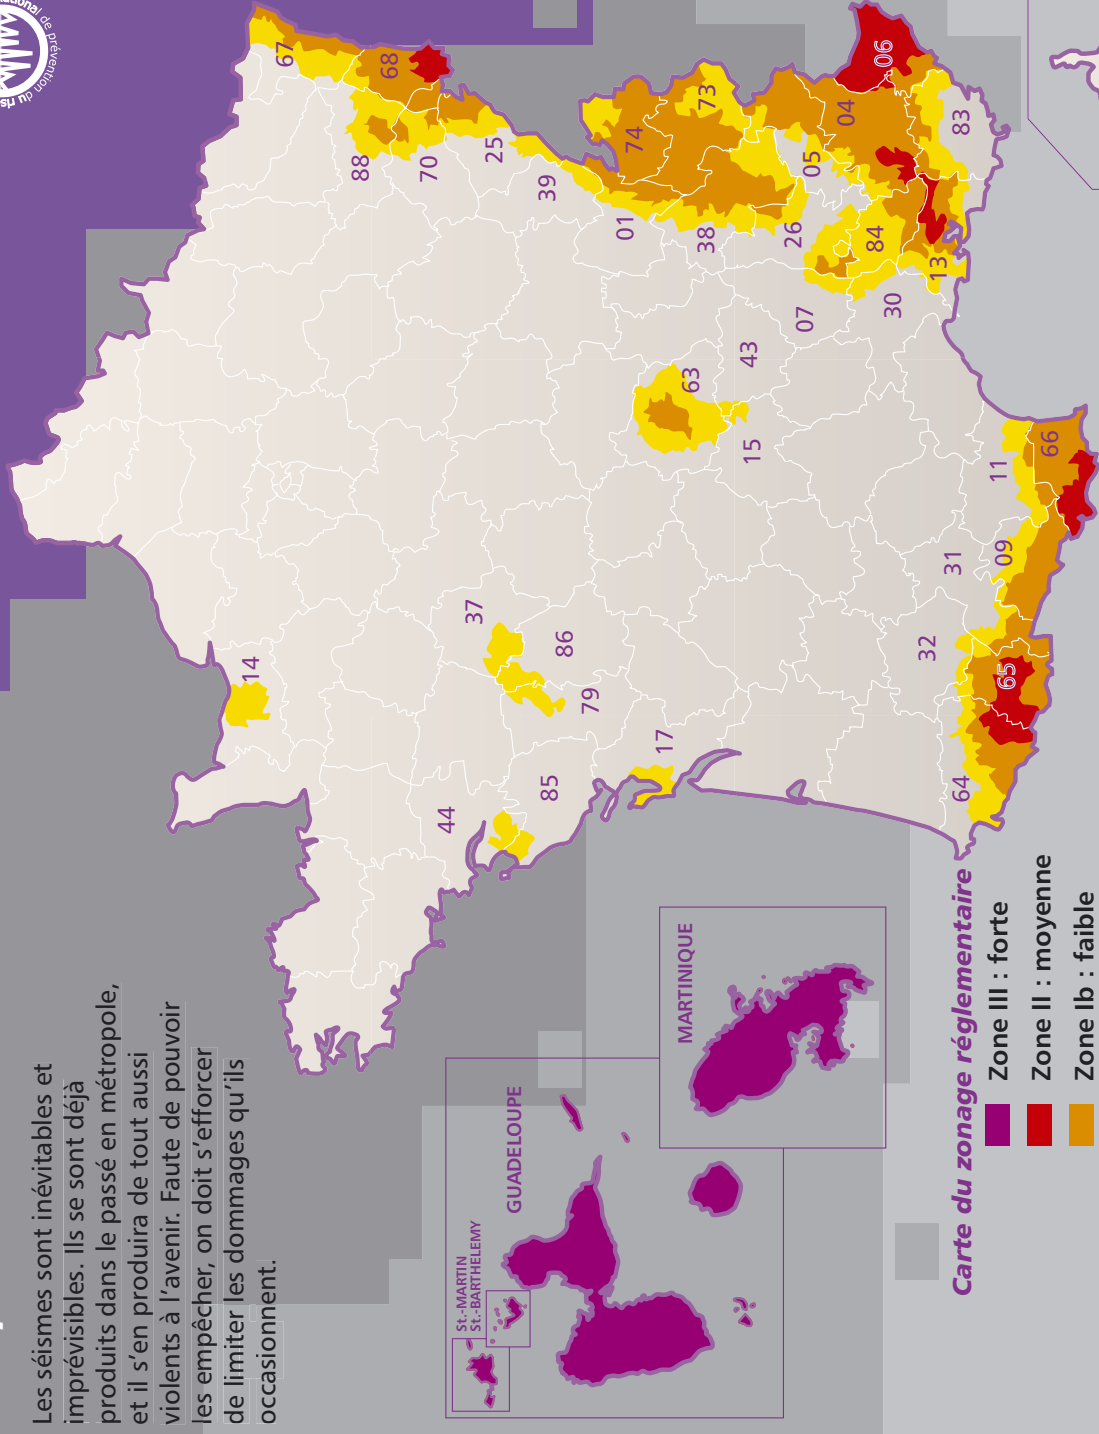 national de prévention du ris
Les séismes sont inévitables et
imprévisibles. Ils se sont déjà
produits dans le passé en métropole,
et il s'en produira de tout aussi
violents à l'avenir. Faute de pouvoir
les empêcher, on doit s'efforcer
de limiter les dommages qu'ils
occasionnent.
67
68
88
70
25
39
01
74
73
38
26
05
04
06
83
84
13
30
07
43
63
15
11
66
09
31
32
65
64
14
37
86
79
17
85
44
St.-MARTIN
St.-BARTHELEMY
GUADELOUPE
MARTINIQUE
Carte du zonage réglementaire
Zone III : forte
Zone II : moyenne
Zone Ib : faible